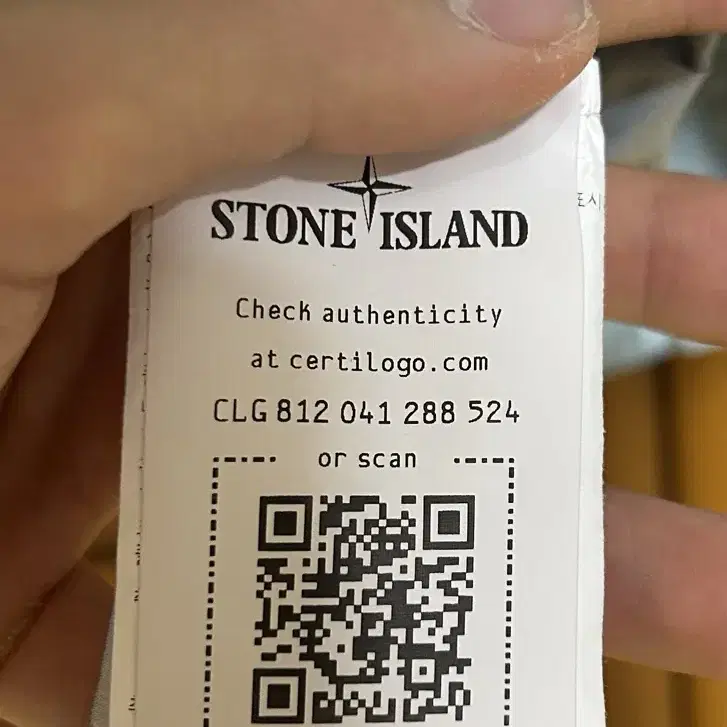 STONE ISLAND
Check authenticity
at certilogo.com
CLG 812 041 288 524
or scan